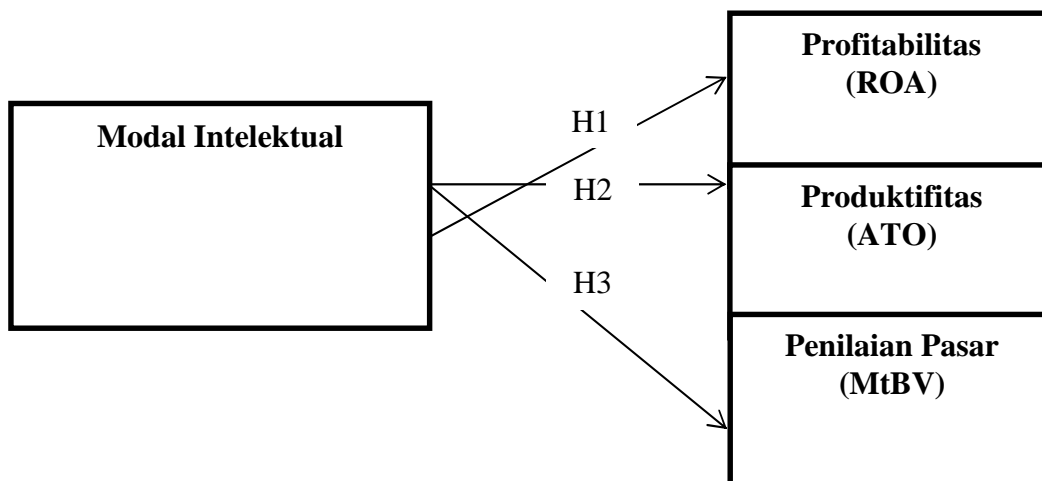 Modal Intelektual
H1
H2
H3
Profitabilitas
(ROA)
Produktifitas
(ATO)
Penilaian Pasar
(MtBV)